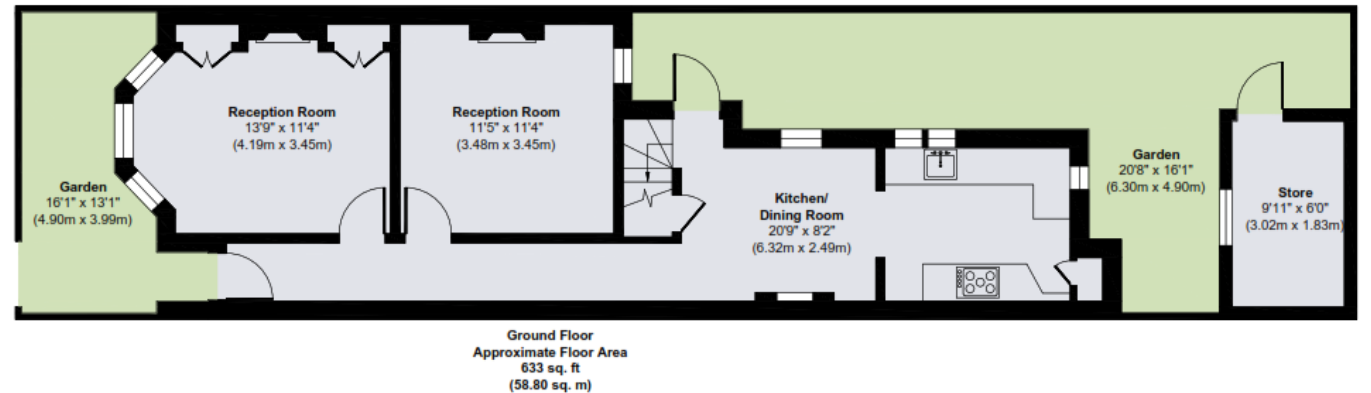 Reception Room
13'9" x 11'4"
(4.19m x 3.45m)
Reception Room
11'5" x 11'4"
(3.48m x 3.45m)
Garden
16'1" x 13'1"
(4.90m x 3.99m)
Kitchen/
Dining Room
20'9" x 8'2"
(6.32m x 2.49m)
Garden
20'8" x 16'1"
(6.30m x 4.90m)
Store
9'11" x 6'0"
(3.02m x 1.83m)
Ground Floor
Approximate Floor Area
633 sq. ft
(58.80 sq. m)